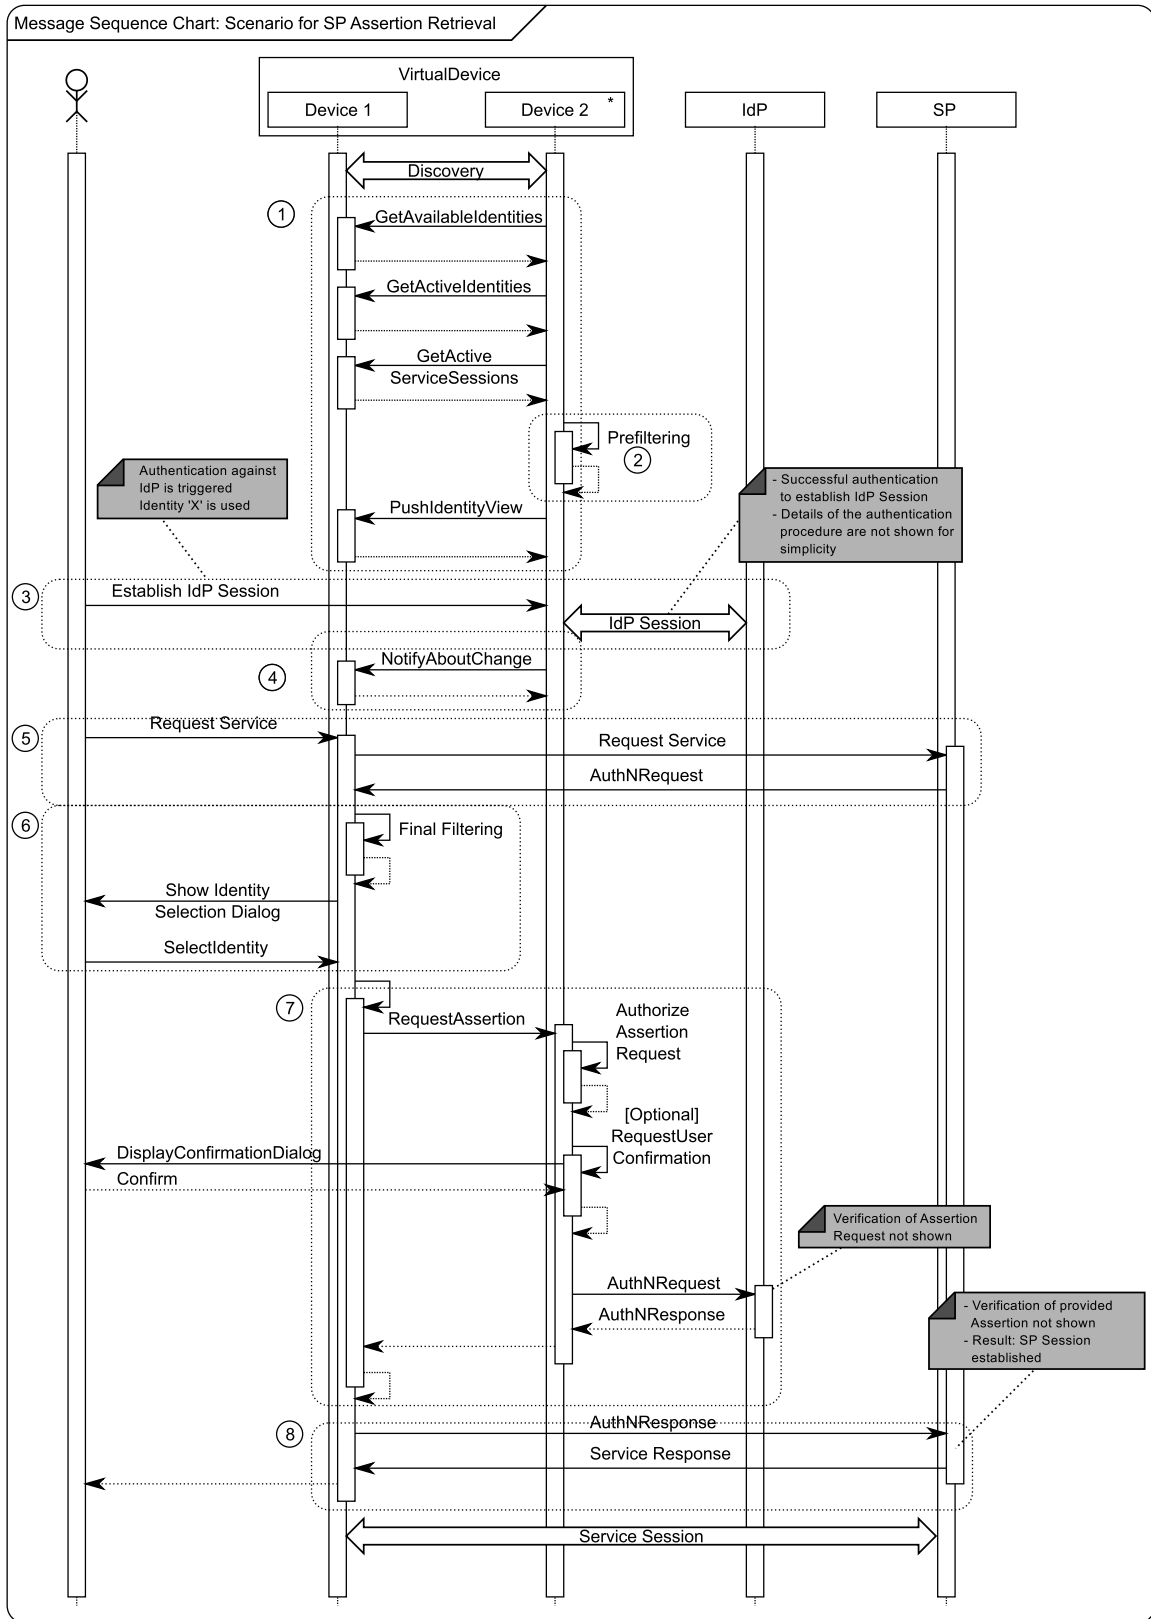 Message Sequence Chart: Scenario for SP Assertion Retrieval
VirtualDevice
Device 1
Device 2 *
IdP
SP
Discovery
1
GetAvailableIdentities
GetActiveIdentities
GetActive
ServiceSessions
Prefiltering
2
Authentication against
IdP is triggered
Identity 'X' is used
- Successful authentication
to establish IdP Session
- Details of the authentication
procedure are not shown for
simplicity
PushIdentityView
3
Establish IdP Session
IdP Session
4
NotifyAboutChange
5
Request Service
Request Service
AuthNRequest
6
Final Filtering
Show Identity
Selection Dialog
SelectIdentity
7
RequestAssertion
Authorize
Assertion
Request
[Optional]
RequestUser
Confirmation
DisplayConfirmationDialog
Confirm
Verification of Assertion
Request not shown
AuthNRequest
AuthNResponse
- Verification of provided
Assertion not shown
- Result: SP Session
established
8
AuthNResponse
Service Response
Service Session